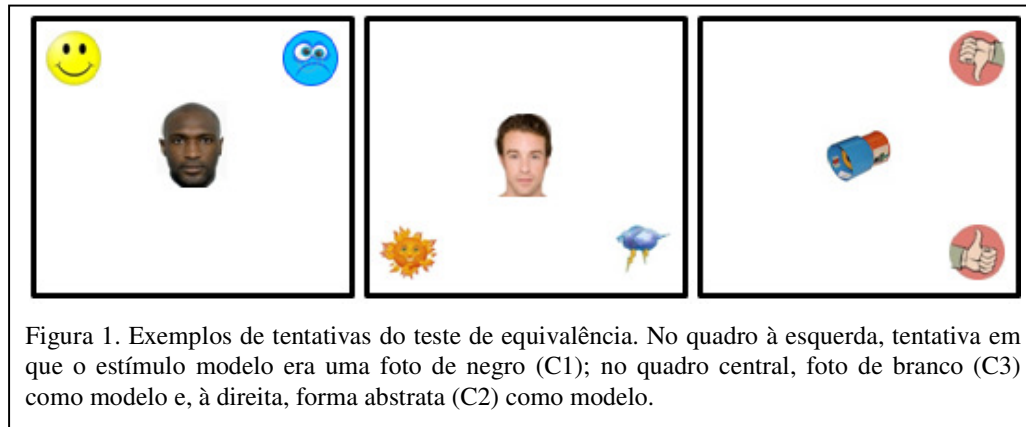 Figura 1. Exemplos de tentativas do teste de equivalência. No quadro à esquerda, tentativa em
que o estímulo modelo era uma foto de negro (C1); no quadro central, foto de branco (C3)
como modelo e, à direita, forma abstrata (C2) como modelo.